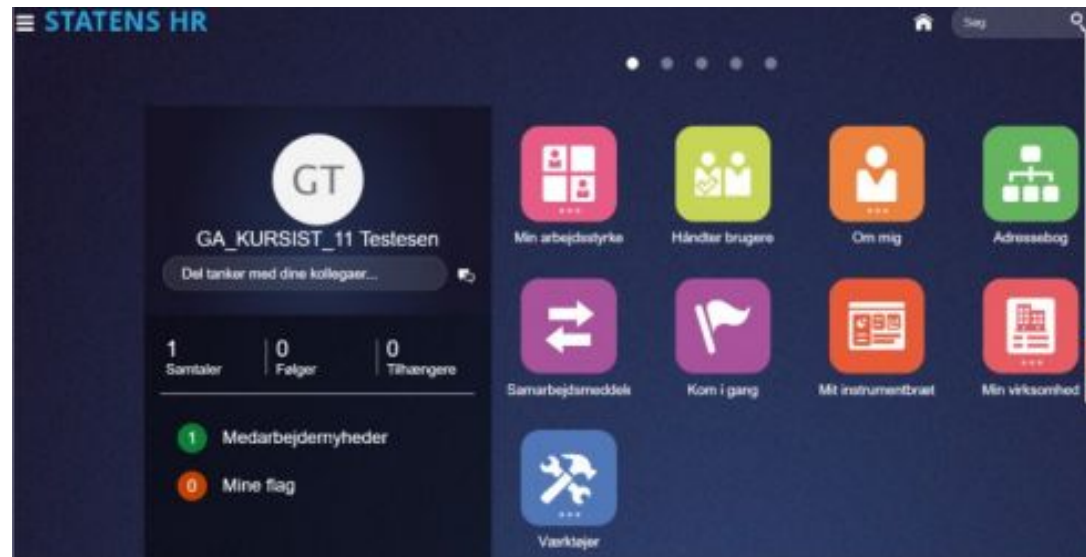 STATENS HR
Søg
GT
GA_KURSIST_11 Testesen
Del tanker med dine kollegaer...
1 0 0
Samtaler Følger Tilhængere
1 Medarbejdernyheder
0 Mine flag
Min arbejdsstyrke Håndter brugere Om mig Adressebog
Samarbejdsmeddelk Kom i gang Mit instrumentbræt Min virksomhed
Værktøjer